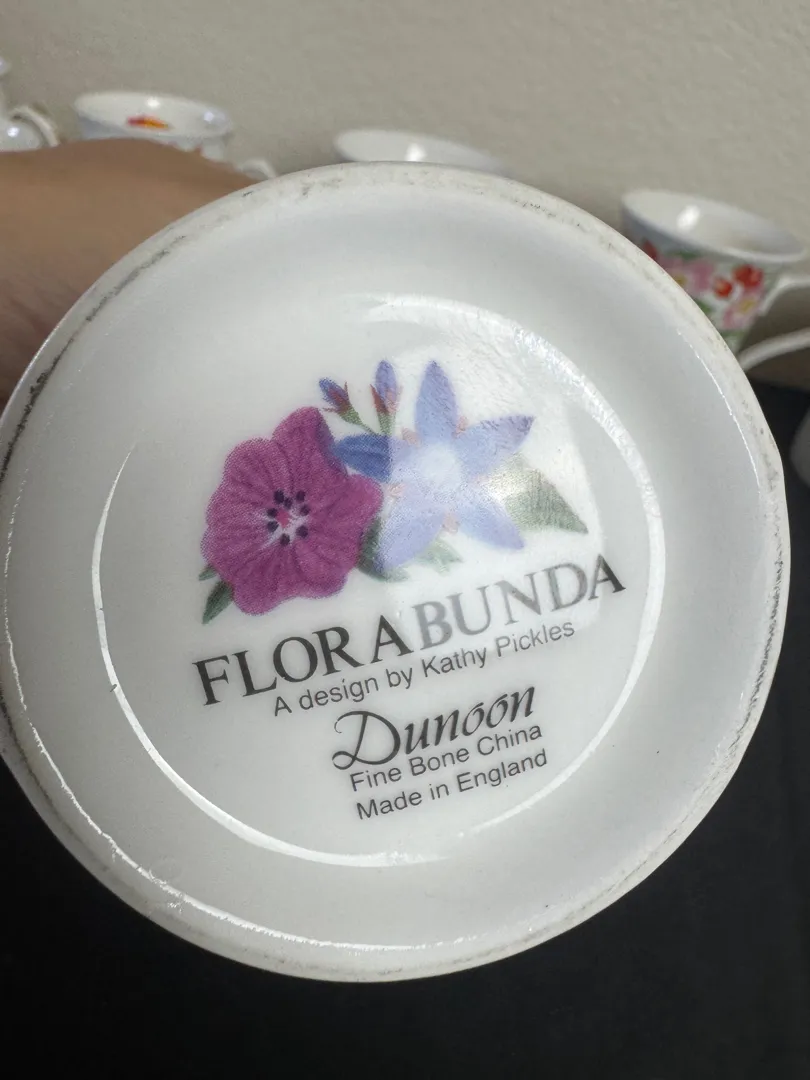 FLORABUNDA
A design by Kathy Pickles
Dunoon
Fine Bone China
Made in England